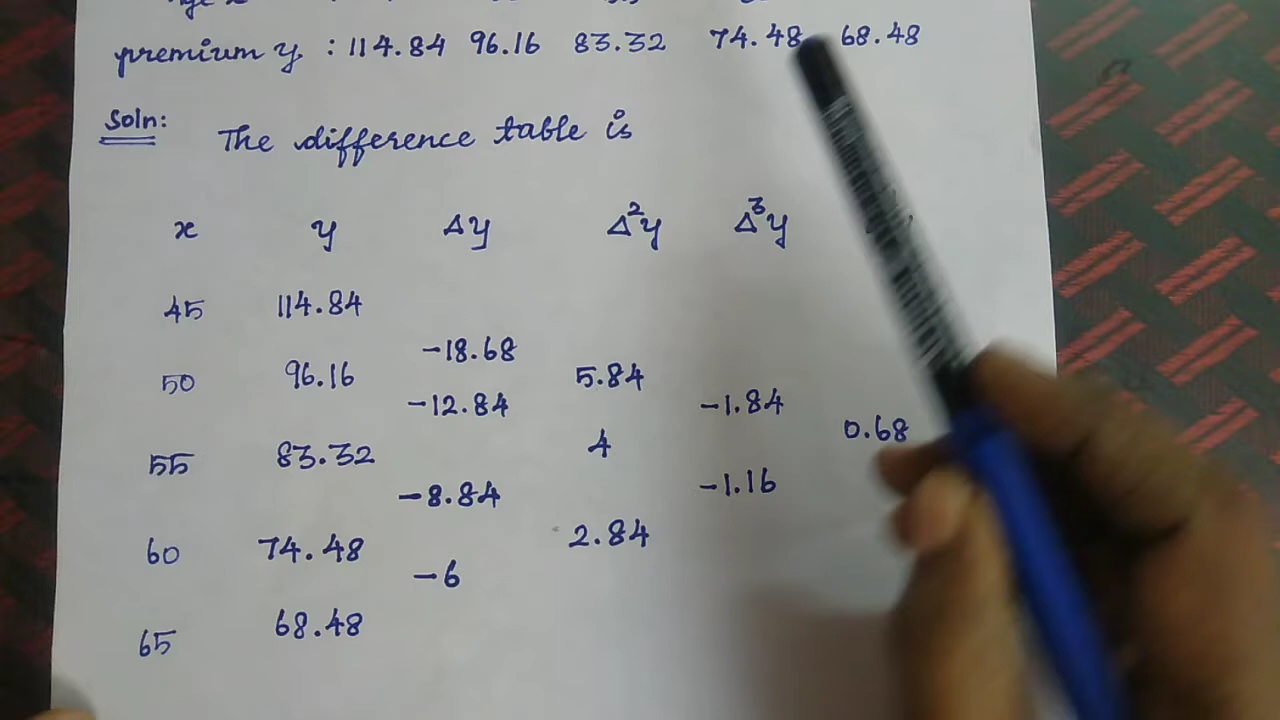 premium y : 114.84 96.16 83.32 74.48 68.48
Soln:
The difference table is
x y Δy Δ²y Δ³y
45 114.84
-18.68
50 96.16 5.84
-12.84 -1.84
55 83.32 4 0.68
-8.84 -1.16
60 74.48 2.84
-6
65 68.48